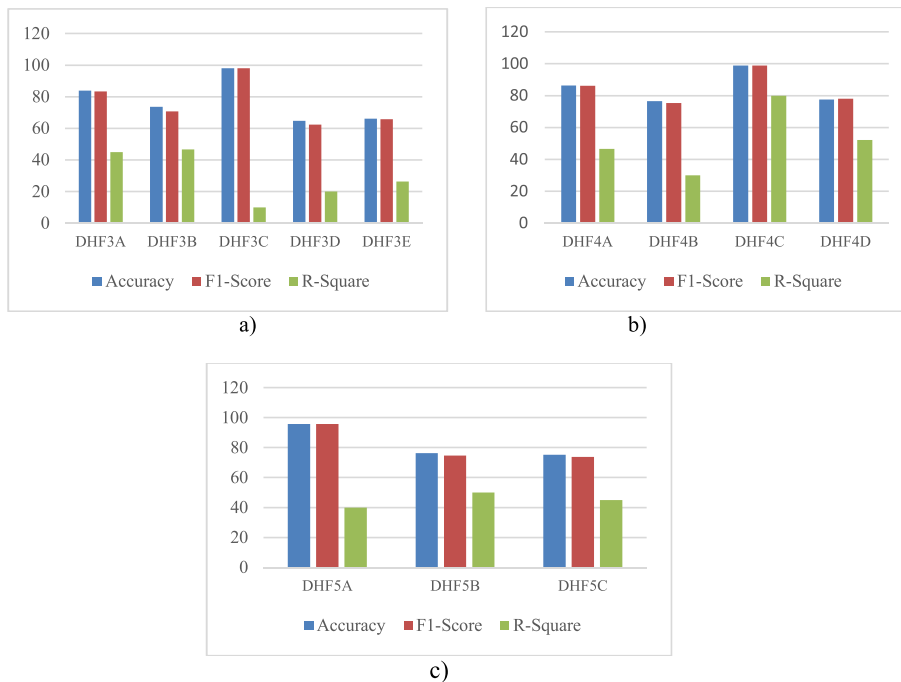 120
100
80
60
40
20
0
DHF3A DHF3B DHF3C DHF3D DHF3E
Accuracy F1-Score R-Square
a)
120
100
80
60
40
20
0
DHF4A DHF4B DHF4C DHF4D
Accuracy F1-Score R-Square
b)
120
100
80
60
40
20
0
DHF5A DHF5B DHF5C
Accuracy F1-Score R-Square
c)